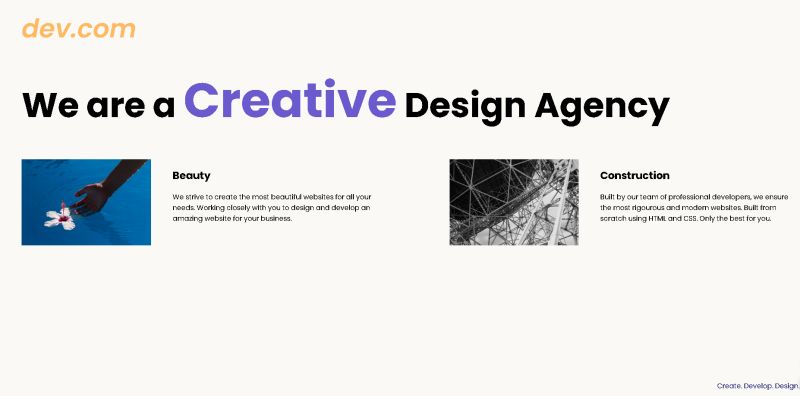 dev.com
We are a Creative Design Agency
Beauty
We strive to create the most beautiful websites for all your
needs. Working closely with you to design and develop an
amazing website for your business.
Construction
Built by our team of professional developers, we ensure
the most rigourous and modern websites. Built from
scratch using HTML and CSS. Only the best for you.
Create. Develop. Design.